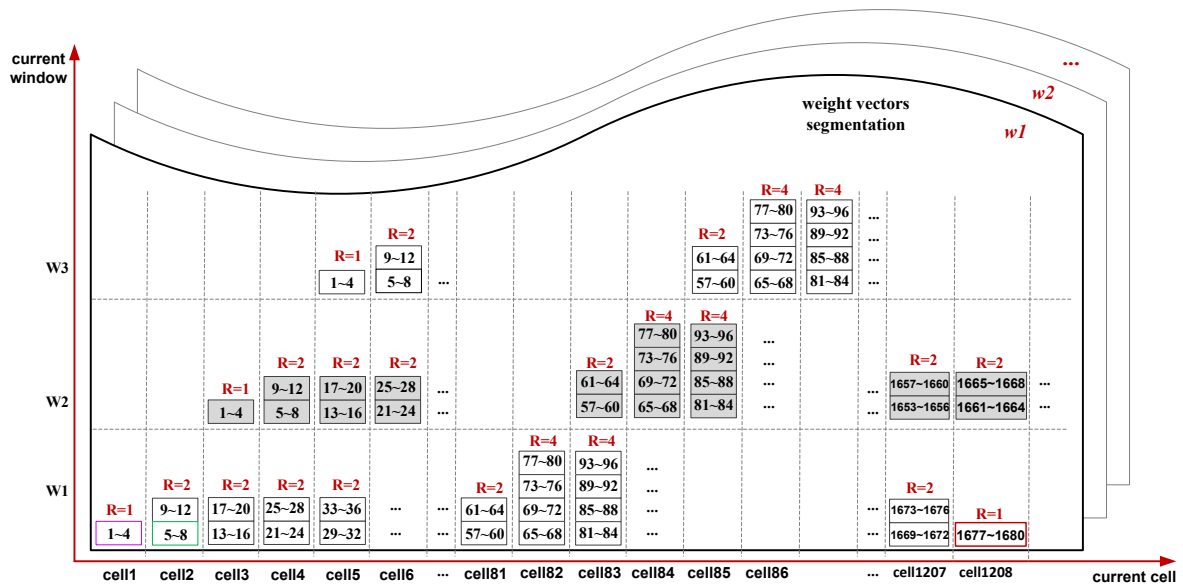 current
window
...
w2
weight vectors
segmentation
w1
R=4 R=4
77~80 93~96 ...
R=2 R=2 73~76 89~92 ...
W3 R=1 9~12 61~64 69~72 85~88 ...
1~4 5~8 ... 57~60 65~68 81~84 ...
R=4 R=4
77~80 93~96 ...
R=2 R=2 R=2 R=2 73~76 89~92 ... R=2 R=2
R=1 9~12 17~20 25~28 ... 61~64 69~72 85~88 ... ... 1657~1660 1665~1668 ...
W2 1~4 5~8 13~16 21~24 ... 57~60 65~68 81~84 ... ... 1653~1656 1661~1664 ...
R=4 R=4
77~80 93~96 ...
W1 R=2 R=2 R=2 R=2 R=2 73~76 89~92 ... R=2
R=1 9~12 17~20 25~28 33~36 ... ... 61~64 69~72 85~88 ... ... 1673~1676 R=1
1~4 5~8 13~16 21~24 29~32 ... ... 57~60 65~68 81~84 ... ... 1669~1672 1677~1680
cell1 cell2 cell3 cell4 cell5 cell6 ... cell81 cell82 cell83 cell84 cell85 cell86 ... cell1207 cell1208 current cell